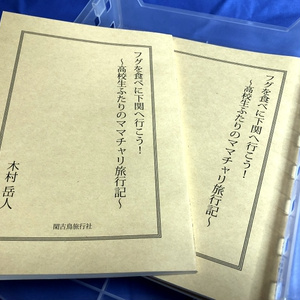 フグを食べに下関へ行こう!
~高校生ふたりのママチャリ旅行記~
木村 岳人
閑古鳥旅行社
フグを食べに下関へ行こう!
~高校生ふたりのママチャリ旅行記~